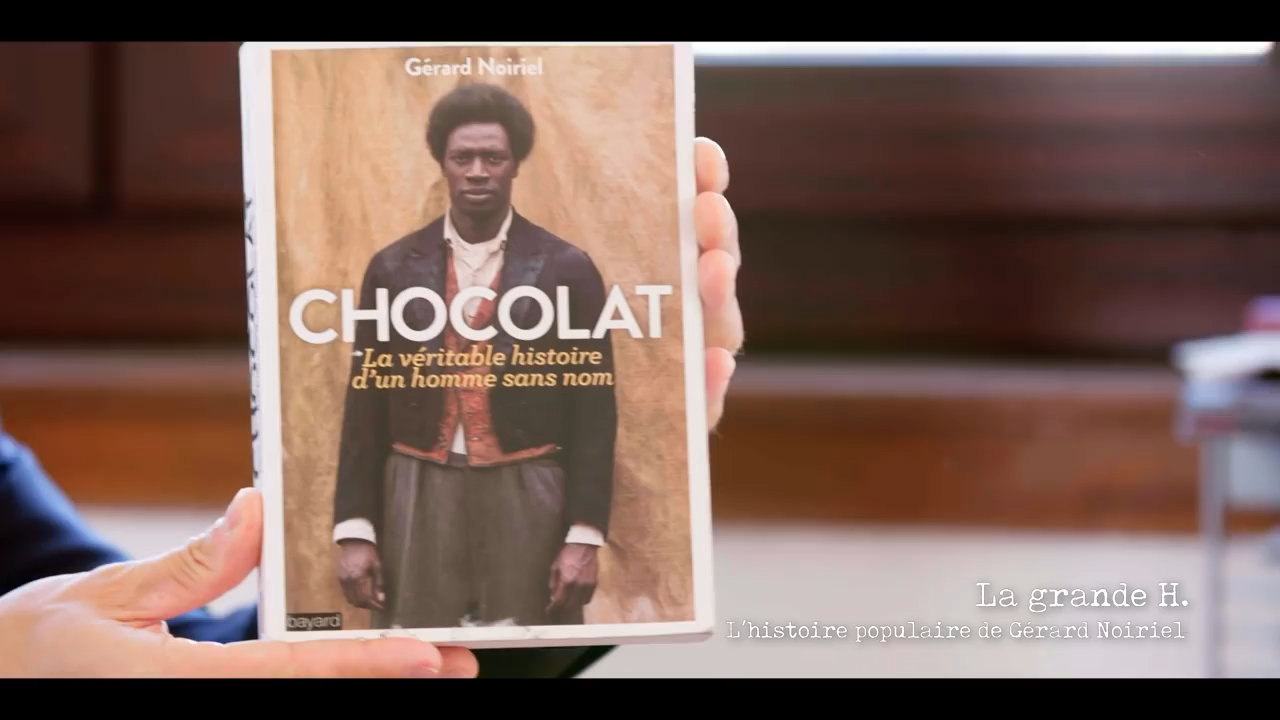 Gérard Noiriel
CHOCOLAT
La véritable histoire
d'un homme sans nom
bayard
La grande H.
L'histoire populaire de Gérard Noiriel